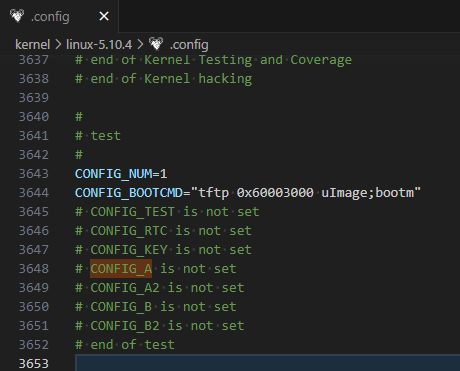 .config
kernel > linux-5.10.4 > .config
3637 # end of Kernel Testing and Coverage
3638 # end of Kernel hacking
3639
3640 #
3641 # test
3642 #
3643 CONFIG_NUM=1
3644 CONFIG_BOOTCMD="tftp 0x60003000 uImage;bootm"
3645 # CONFIG_TEST is not set
3646 # CONFIG_RTC is not set
3647 # CONFIG_KEY is not set
3648 # CONFIG_A is not set
3649 # CONFIG_A2 is not set
3650 # CONFIG_B is not set
3651 # CONFIG_B2 is not set
3652 # end of test
3653